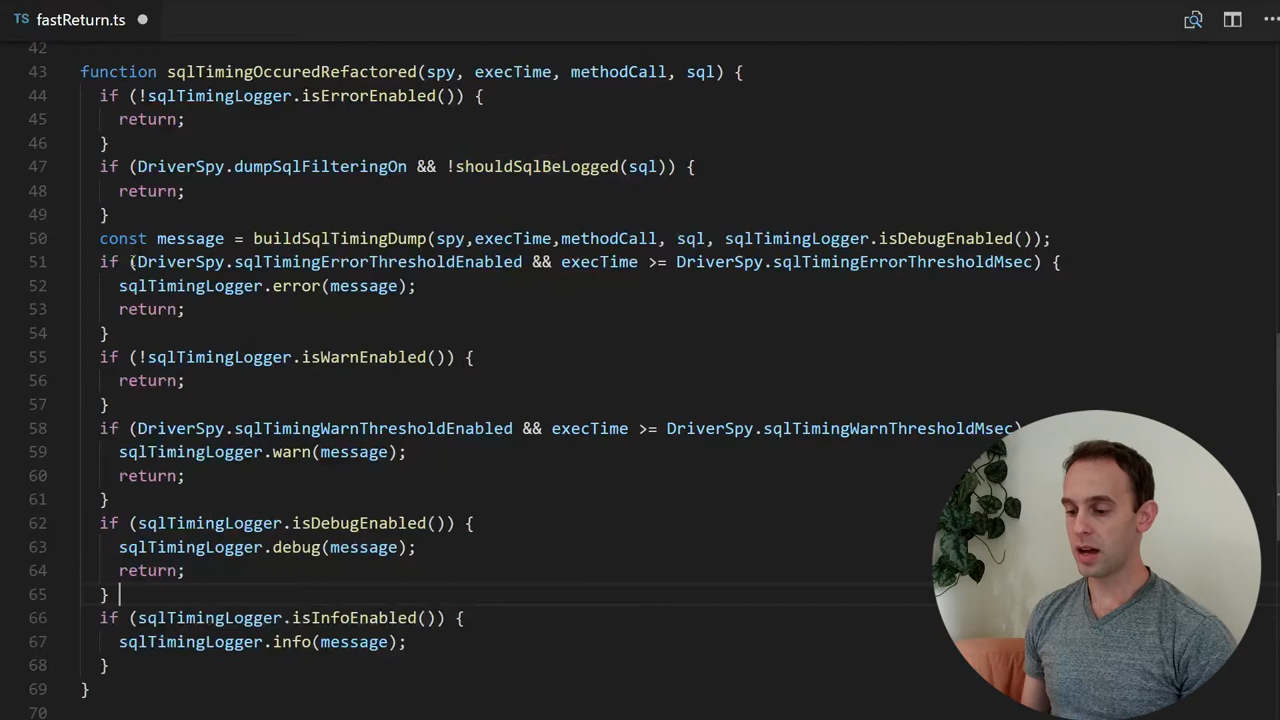 TS fastReturn.ts
42
43 function sqlTimingOccuredRefactored(spy, execTime, methodCall, sql) {
44 if (!sqlTimingLogger.isErrorEnabled()) {
45 return;
46 }
47 if (DriverSpy.dumpSqlFilteringOn && !shouldSqlBeLogged(sql)) {
48 return;
49 }
50 const message = buildSqlTimingDump(spy,execTime,methodCall, sql, sqlTimingLogger.isDebugEnabled());
51 if (DriverSpy.sqlTimingErrorThresholdEnabled && execTime >= DriverSpy.sqlTimingErrorThresholdMsec) {
52 sqlTimingLogger.error(message);
53 return;
54 }
55 if (!sqlTimingLogger.isWarnEnabled()) {
56 return;
57 }
58 if (DriverSpy.sqlTimingWarnThresholdEnabled && execTime >= DriverSpy.sqlTimingWarnThresholdMsec)
59 sqlTimingLogger.warn(message);
60 return;
61 }
62 if (sqlTimingLogger.isDebugEnabled()) {
63 sqlTimingLogger.debug(message);
64 return;
65 }
66 if (sqlTimingLogger.isInfoEnabled()) {
67 sqlTimingLogger.info(message);
68 }
69 }
70